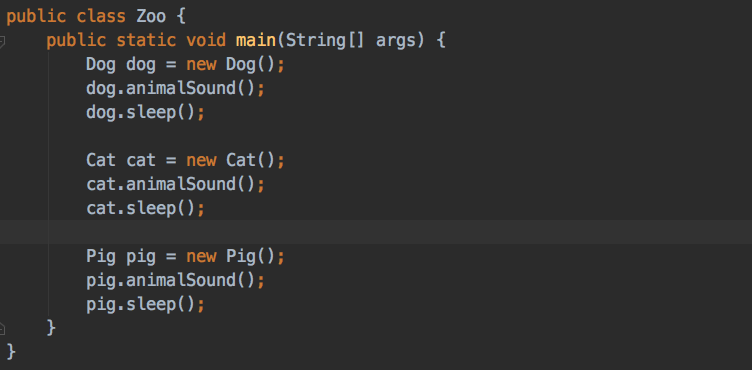 public class Zoo {
    public static void main(String[] args) {
        Dog dog = new Dog();
        dog.animalSound();
        dog.sleep();

        Cat cat = new Cat();
        cat.animalSound();
        cat.sleep();

        Pig pig = new Pig();
        pig.animalSound();
        pig.sleep();
    }
}